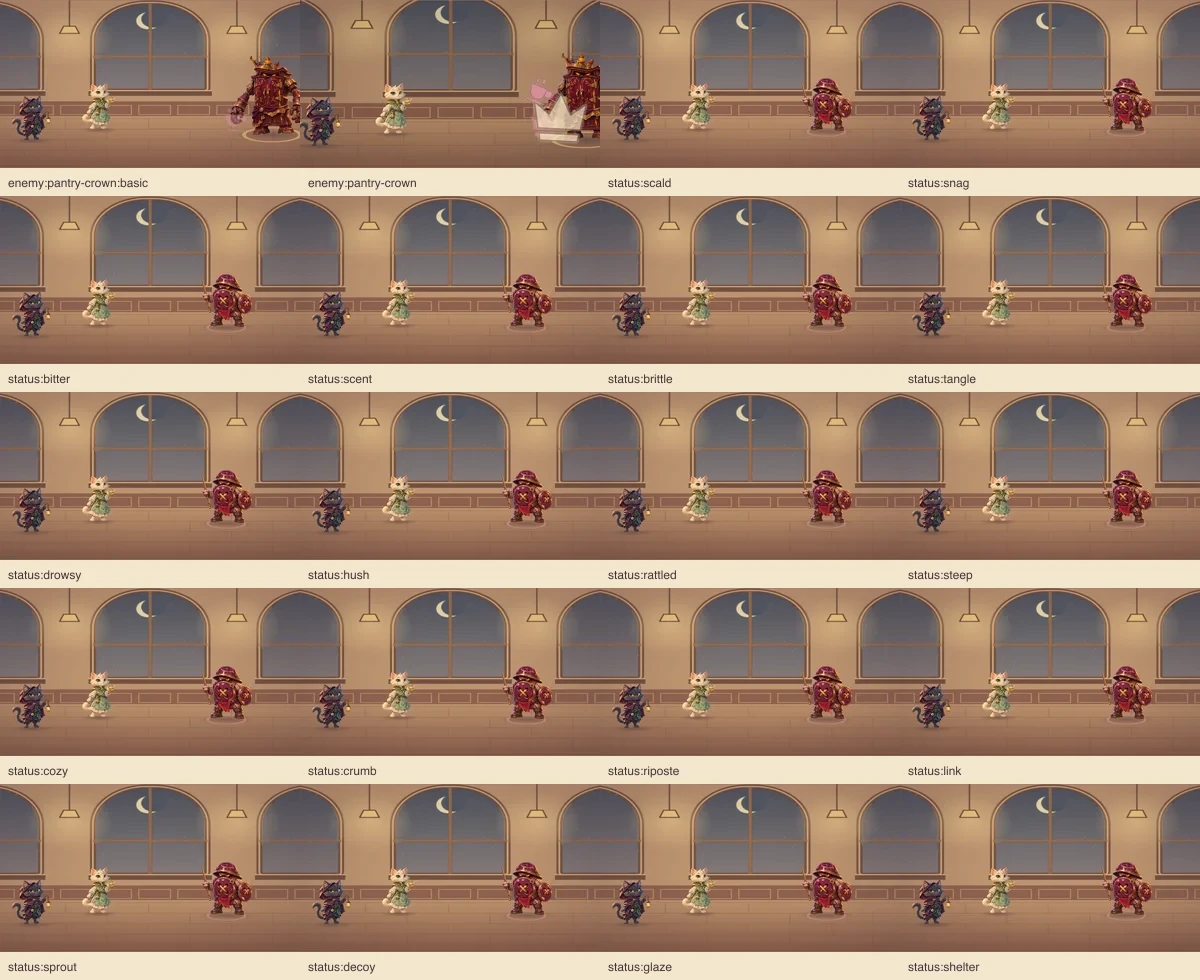 enemy:pantry-crown:basic
enemy:pantry-crown
status:scald
status:snag
status:bitter
status:scent
status:brittle
status:tangle
status:drowsy
status:hush
status:rattled
status:steep
status:cozy
status:crumb
status:riposte
status:link
status:sprout
status:decoy
status:glaze
status:shelter